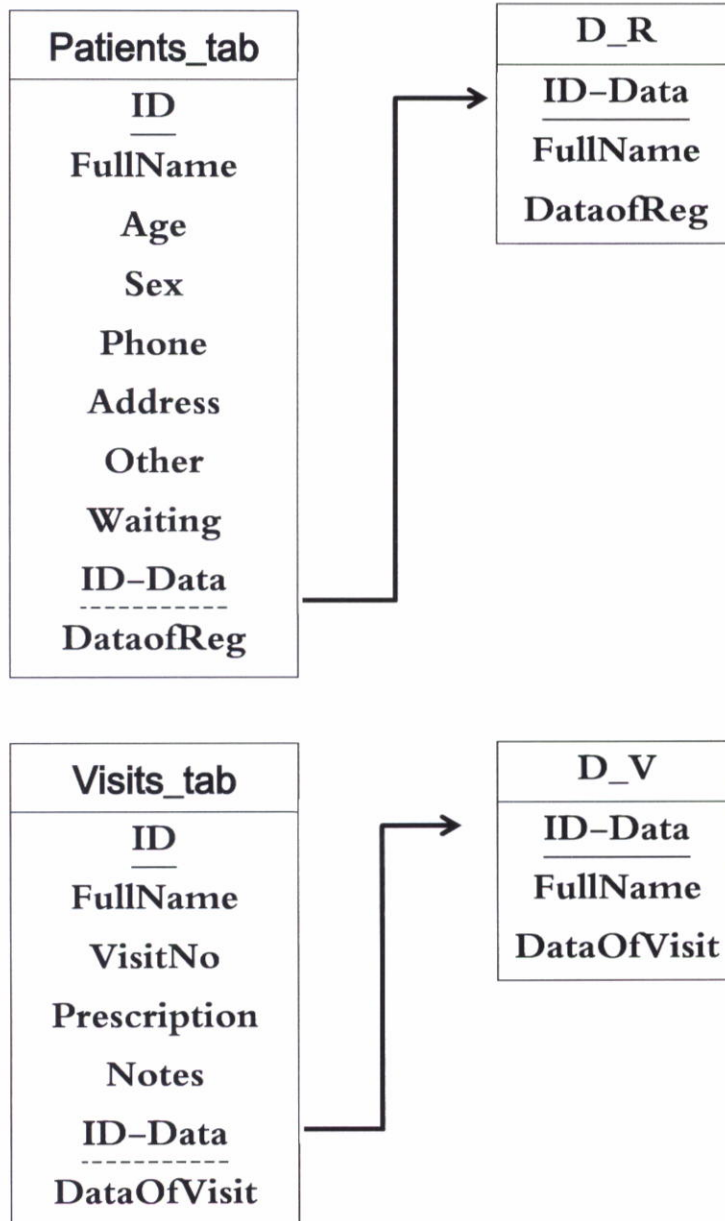 Patients_tab
ID
FullName
Age
Sex
Phone
Address
Other
Waiting
ID-Data
DataofReg
D_R
ID-Data
FullName
DataofReg
Visits_tab
ID
FullName
VisitNo
Prescription
Notes
ID-Data
DataOfVisit
D_V
ID-Data
FullName
DataOfVisit